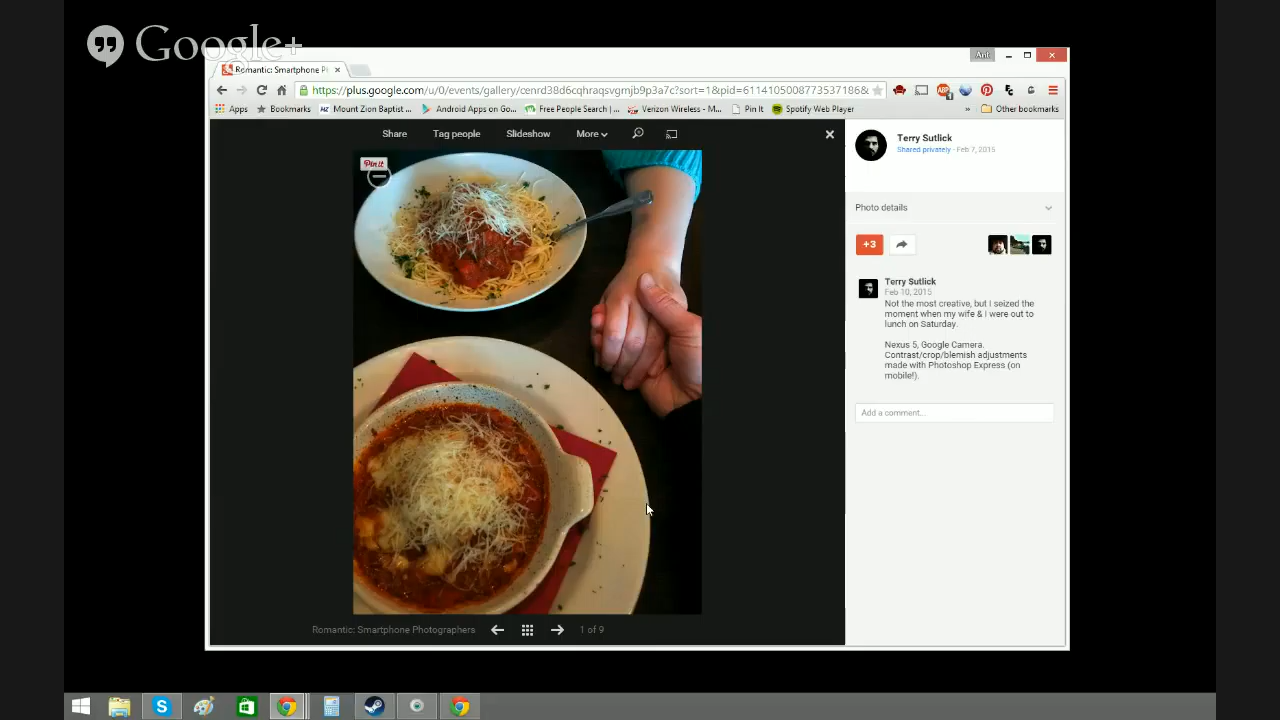 Google+
Ant
Romantic: Smartphone Pl
https://plus.google.com/u/0/events/gallery/cenrd38d6cqhraqsvgmjb9p3a7c?sort=1&pid=6114105008773537186&
Apps
Bookmarks
Mount Zion Baptist ...
Android Apps on Go...
Free People Search | ...
Verizon Wireless - M...
Pin It
Spotify Web Player
»
Other bookmarks
Share
Tag people
Slideshow
More
Pin it
Terry Sutlick
Shared privately - Feb 7, 2015
Photo details
+3
Terry Sutlick
Feb 10, 2015
Not the most creative, but I seized the
moment when my wife & I were out to
lunch on Saturday.
Nexus 5, Google Camera.
Contrast/crop/blemish adjustments
made with Photoshop Express (on
mobile!).
Add a comment...
Romantic: Smartphone Photographers
1 of 9